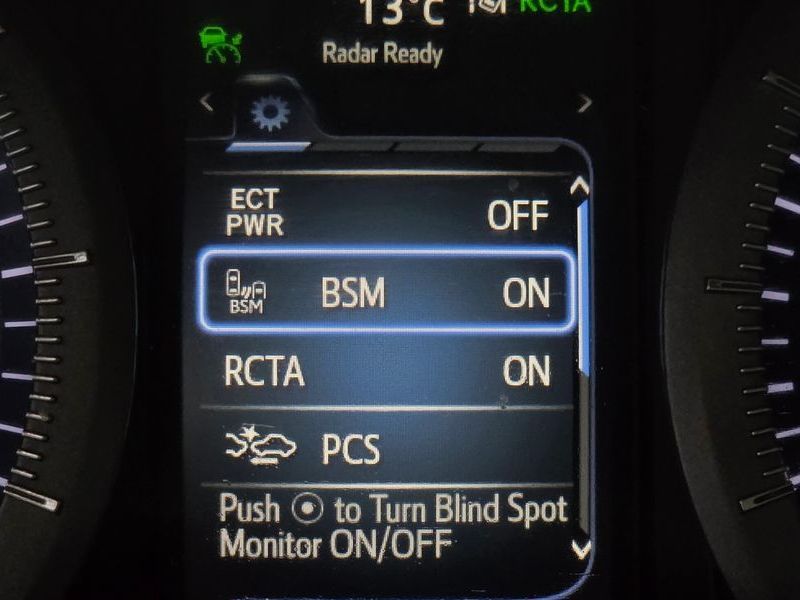 13°C RCTA
Radar Ready
ECT
PWR OFF
BSM BSM ON
RCTA ON
PCS
Push to Turn Blind Spot
Monitor ON/OFF